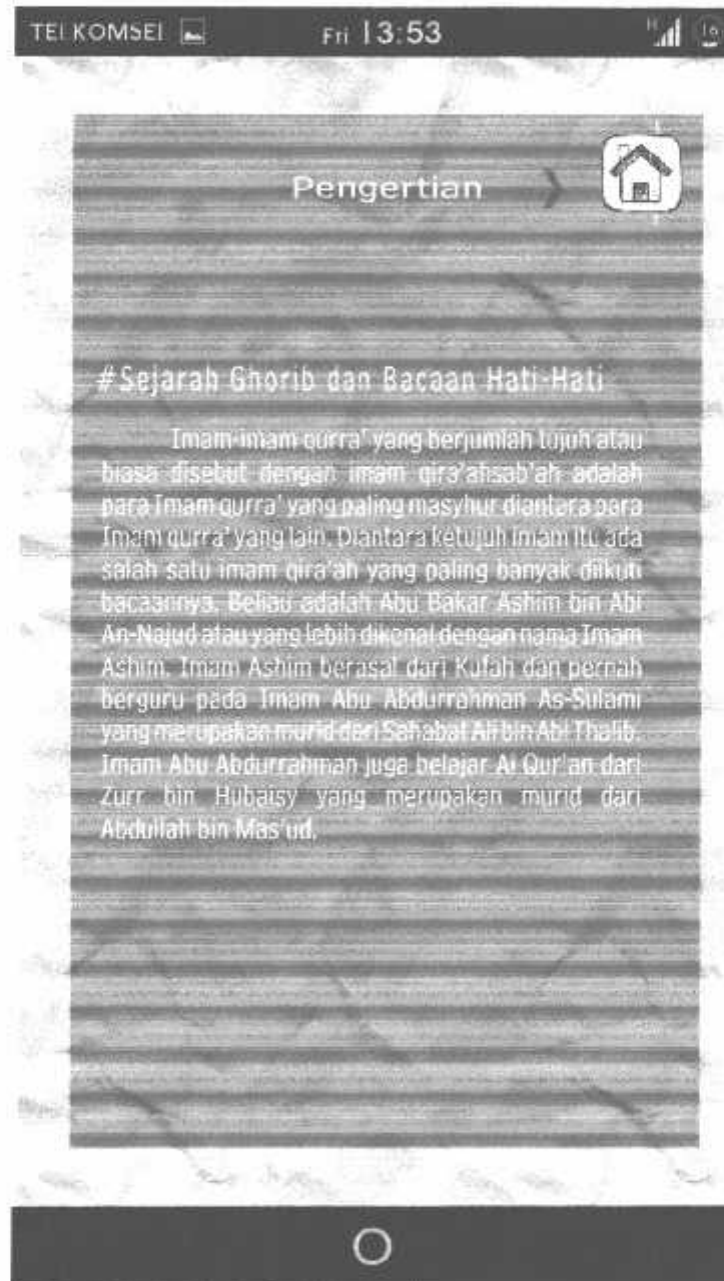 TELKOMSEL Fri 13:53 H 16
Pengertian
#Sejarah Ghorib dan Bacaan Hati-Hati
Imam-imam qurra' yang berjumlah tujuh atau
biasa disebut dengan imam qira'ahsab'ah adalah
para Imam qurra' yang paling masyhur diantara para
Imam qurra' yang lain. Diantara ketujuh imam itu ada
salah satu imam qira'ah yang paling banyak diikuti
bacaannya. Beliau adalah Abu Bakar Ashim bin Abi
An-Najud atau yang lebih dikenal dengan nama Imam
Ashim. Imam Ashim berasal dari Kufah dan pernah
berguru pada Imam Abu Abdurrahman As-Sulami
yang merupakan murid dari Sahabat Ali bin Abi Thalib.
Imam Abu Abdurrahman juga belajar Al Qur'an dari
Zurr bin Hubaisy yang merupakan murid dari
Abdullah bin Mas'ud.